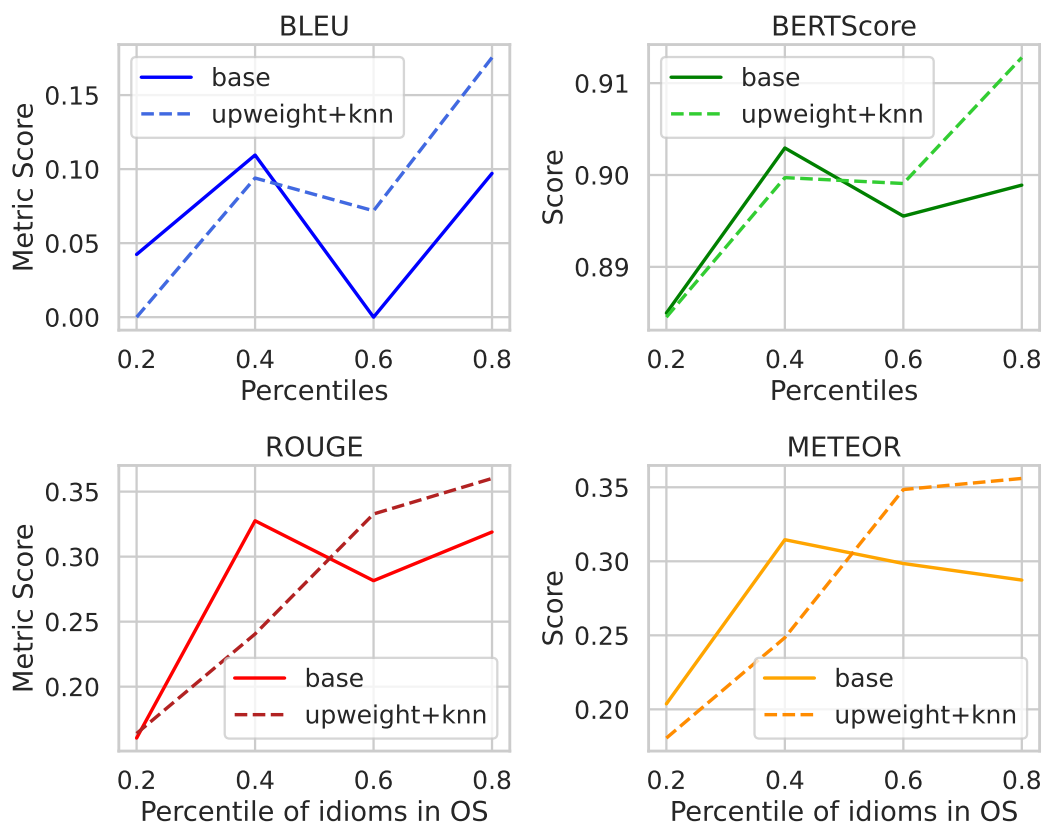 BLEU
Metric Score
0.15
0.10
0.05
0.00
base
upweight+knn
0.2 0.4 0.6 0.8
Percentiles
BERTScore
Score
0.91
0.90
0.89
base
upweight+knn
0.2 0.4 0.6 0.8
Percentiles
ROUGE
Metric Score
0.35
0.30
0.25
0.20
base
upweight+knn
0.2 0.4 0.6 0.8
Percentile of idioms in OS
METEOR
Score
0.35
0.30
0.25
0.20
base
upweight+knn
0.2 0.4 0.6 0.8
Percentile of idioms in OS